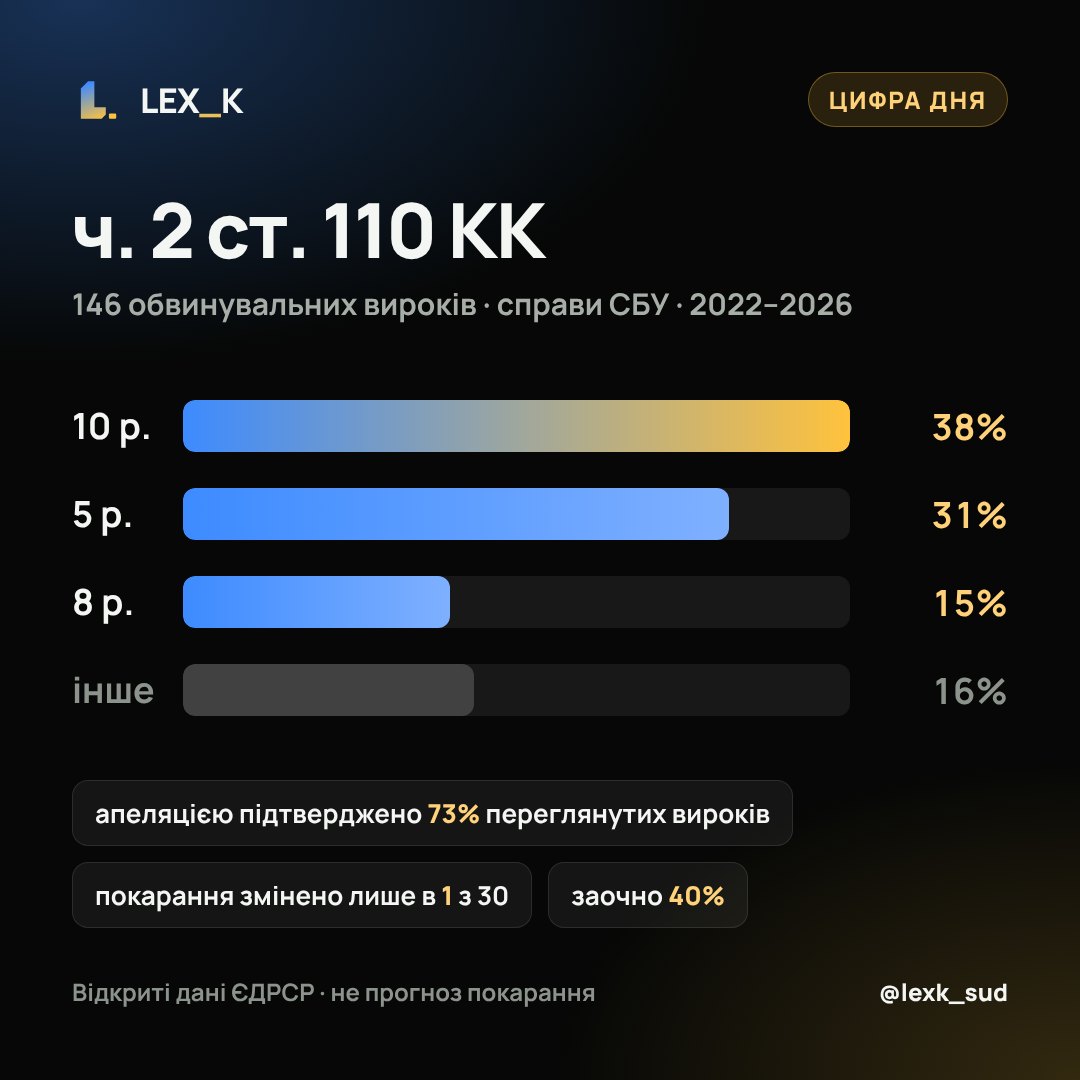 LEX_K
ЦИФРА ДНЯ
ч. 2 ст. 110 КК
146 обвинувальних вироків · справи СБУ · 2022–2026
10 р. 38%
5 р. 31%
8 р. 15%
інше 16%
апеляцією підтверджено 73% переглянутих вироків
покарання змінено лише в 1 з 30
заочно 40%
Відкриті дані ЄДРСР · не прогноз покарання
@lexk_sud